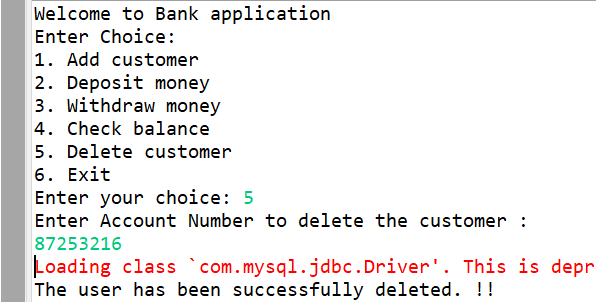 Welcome to Bank application
Enter Choice:
1. Add customer
2. Deposit money
3. Withdraw money
4. Check balance
5. Delete customer
6. Exit
Enter your choice: 5
Enter Account Number to delete the customer :
87253216
Loading class `com.mysql.jdbc.Driver'. This is depr
The user has been successfully deleted. !!